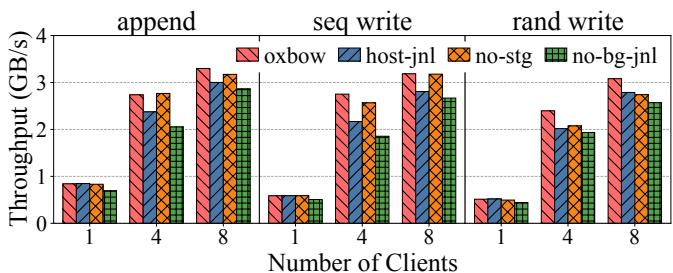 append seq write rand write
Throughput (GB/s)
4
3
2
1
0
oxbow host-jnl no-stg no-bg-jnl
1 4 8 1 4 8 1 4 8
Number of Clients